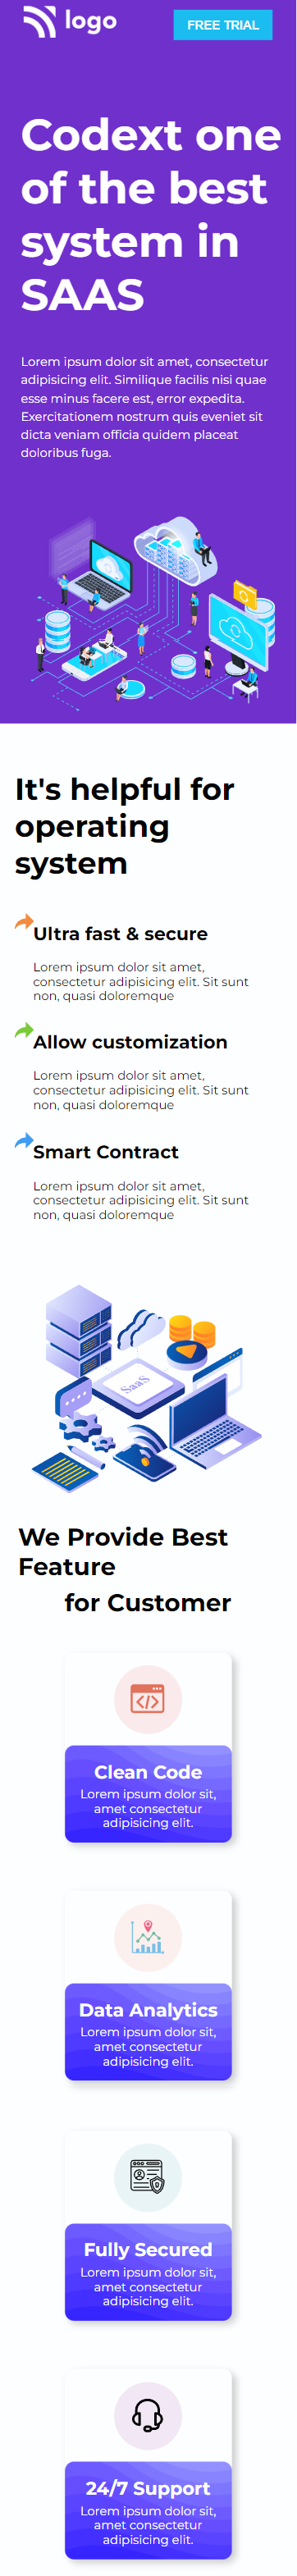 logo
FREE TRIAL
Codext one
of the best
system in
SAAS
Lorem ipsum dolor sit amet, consectetur
adipisicing elit. Similique facilis nisi quae
esse minus facere est, error expedita.
Exercitationem nostrum quis eveniet sit
dicta veniam officia quidem placeat
doloribus fuga.
It's helpful for
operating
system
Ultra fast & secure
Lorem ipsum dolor sit amet,
consectetur adipisicing elit. Sit sunt
non, quasi doloremque
Allow customization
Lorem ipsum dolor sit amet,
consectetur adipisicing elit. Sit sunt
non, quasi doloremque
Smart Contract
Lorem ipsum dolor sit amet,
consectetur adipisicing elit. Sit sunt
non, quasi doloremque
SaaS
We Provide Best
Feature
for Customer
Clean Code
Lorem ipsum dolor sit,
amet consectetur
adipisicing elit.
Data Analytics
Lorem ipsum dolor sit,
amet consectetur
adipisicing elit.
Fully Secured
Lorem ipsum dolor sit,
amet consectetur
adipisicing elit.
24/7 Support
Lorem ipsum dolor sit,
amet consectetur
adipisicing elit.